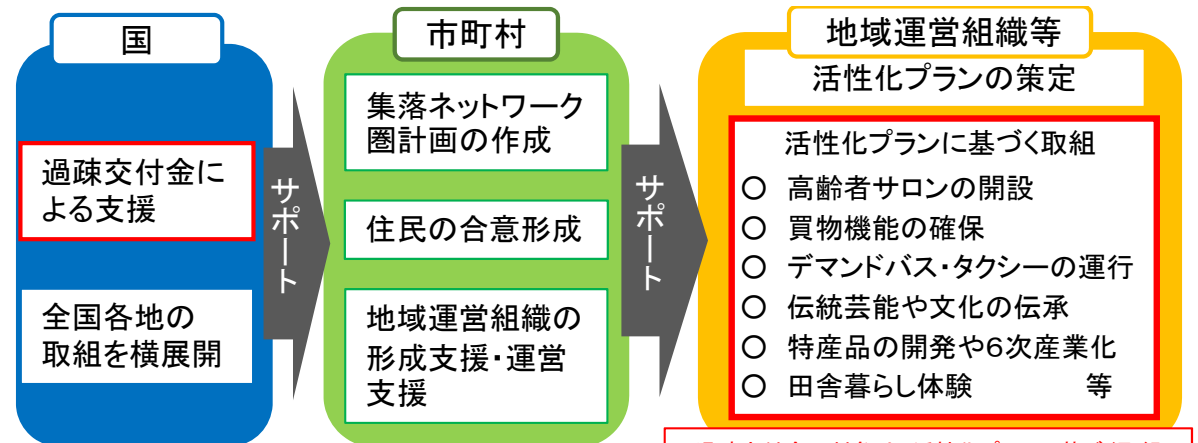 国
過疎交付金に
よる支援
全国各地の
取組を横展開
サポート
市町村
集落ネットワーク
圏計画の作成
住民の合意形成
地域運営組織の
形成支援・運営
支援
サポート
地域運営組織等
活性化プランの策定
活性化プランに基づく取組
○ 高齢者サロンの開設
○ 買物機能の確保
○ デマンドバス・タクシーの運行
○ 伝統芸能や文化の伝承
○ 特産品の開発や6次産業化
○ 田舎暮らし体験 等